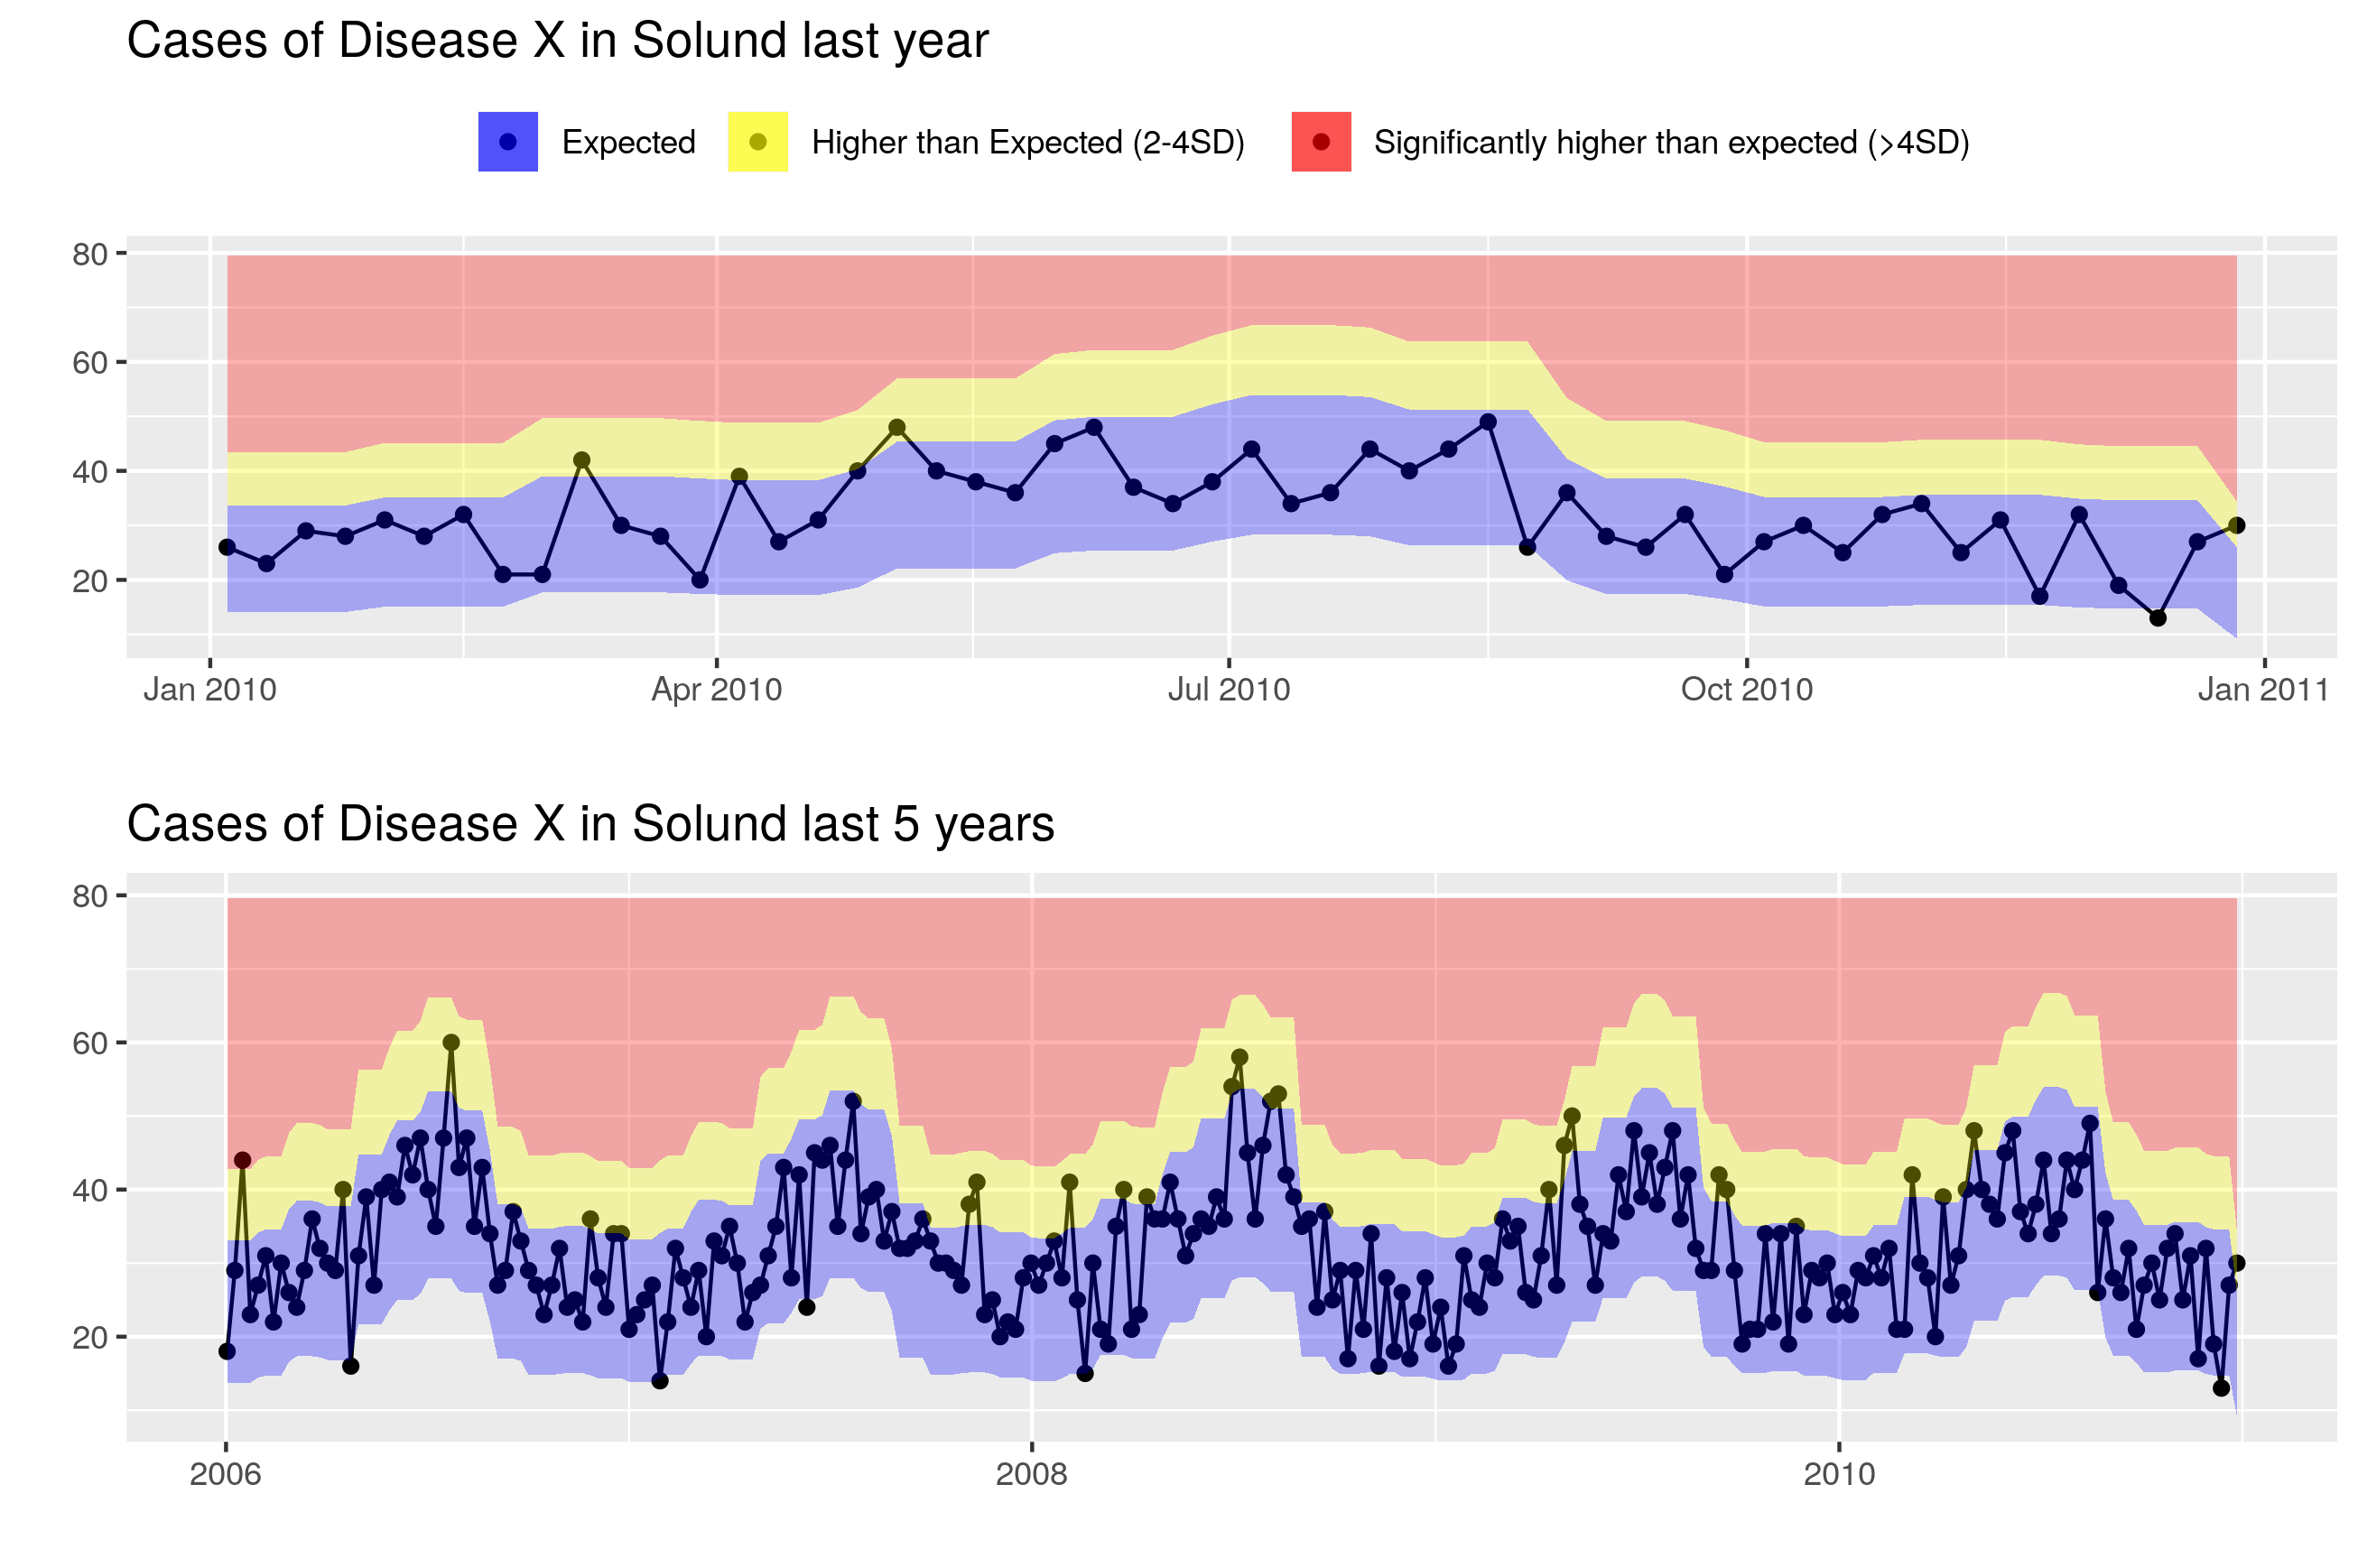 Cases of Disease X in Solund last year
Expected Higher than Expected (2-4SD) Significantly higher than expected (>4SD)
80
60
40
20
Jan 2010 Apr 2010 Jul 2010 Oct 2010 Jan 2011
Cases of Disease X in Solund last 5 years
80
60
40
20
2006 2008 2010